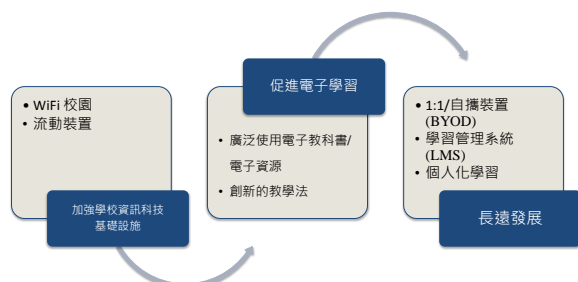 • WiFi 校園
• 流動裝置
加強學校資訊科技
基礎設施
促進電子學習
• 廣泛使用電子教科書/
電子資源
• 創新的教學法
• 1:1/自攜裝置
(BYOD)
• 學習管理系統
(LMS)
• 個人化學習
長遠發展